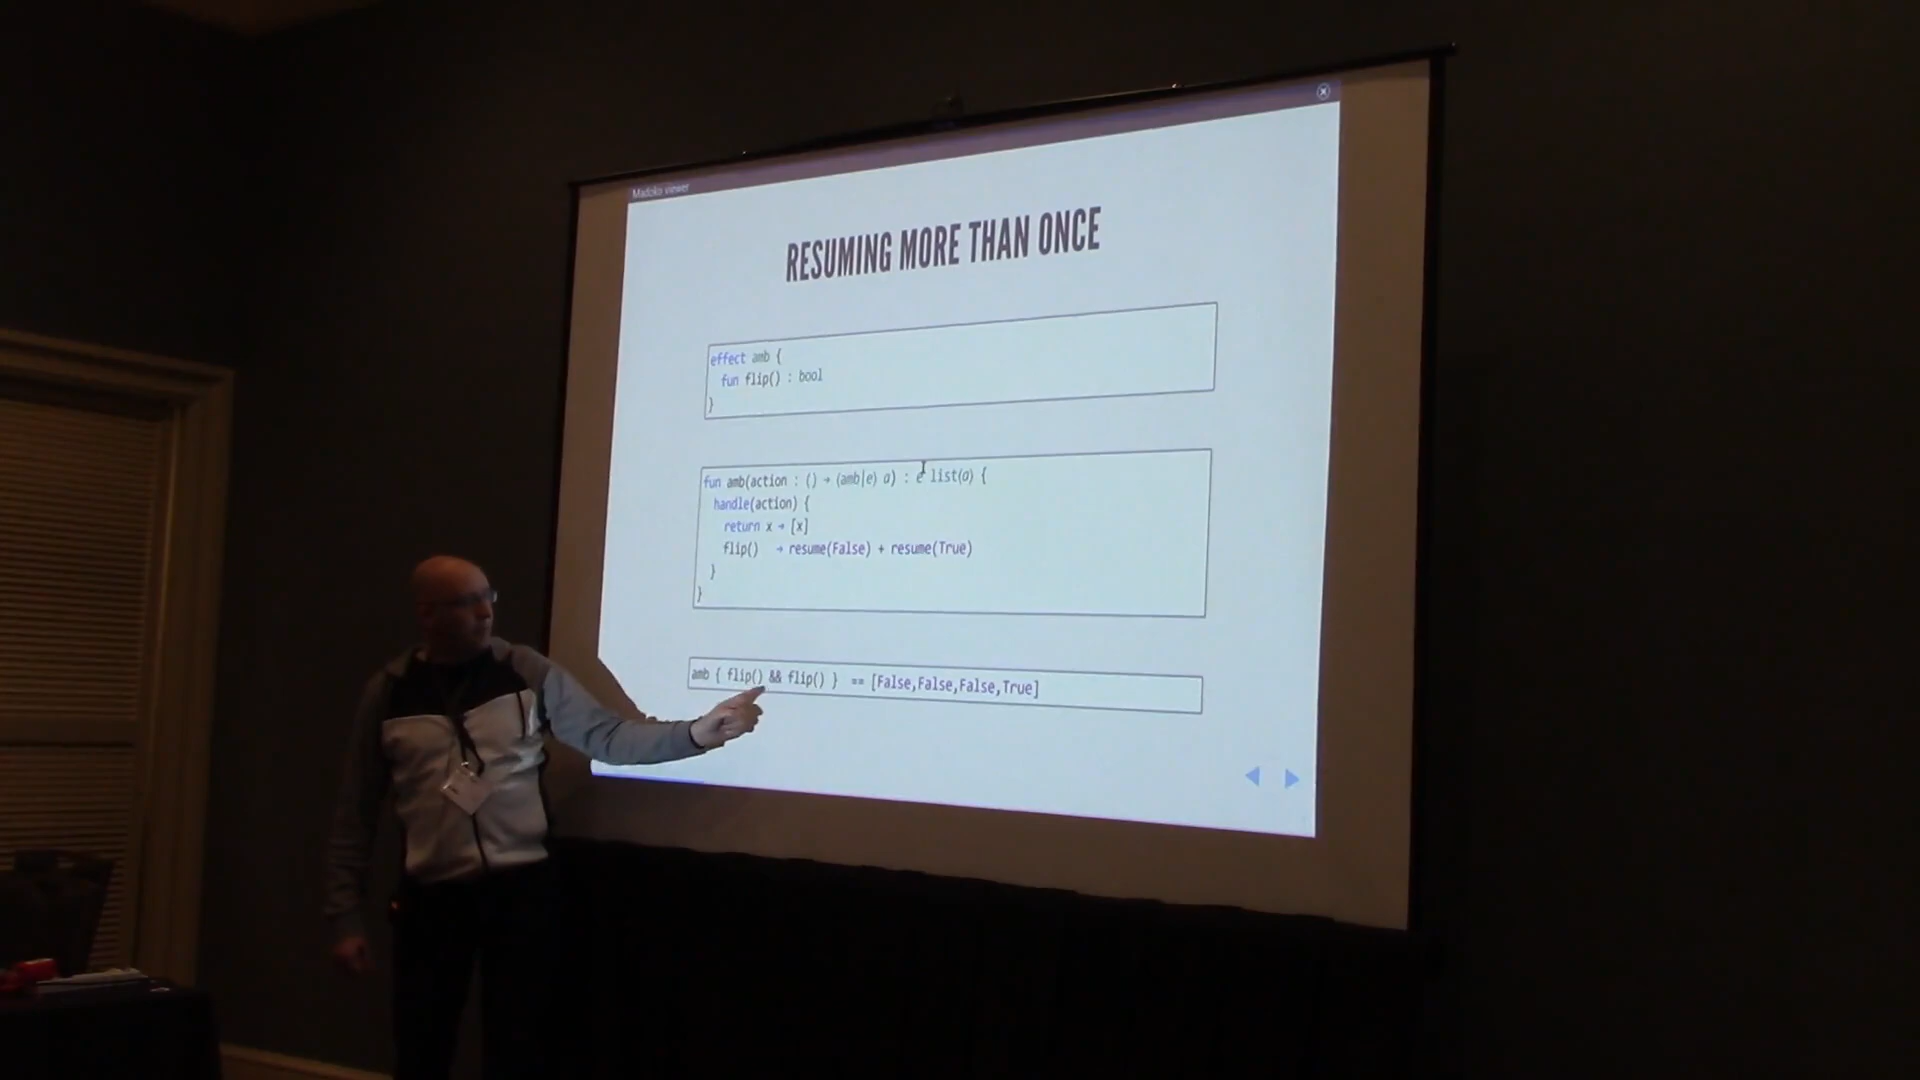 Madoko viewer
RESUMING MORE THAN ONCE
effect amb {
fun flip() : bool
}
fun amb(action : () → ⟨amb|e⟩ a) : e list⟨a⟩ {
handle(action) {
return x → [x]
flip() → resume(False) + resume(True)
}
}
amb { flip() && flip() } == [False,False,False,True]